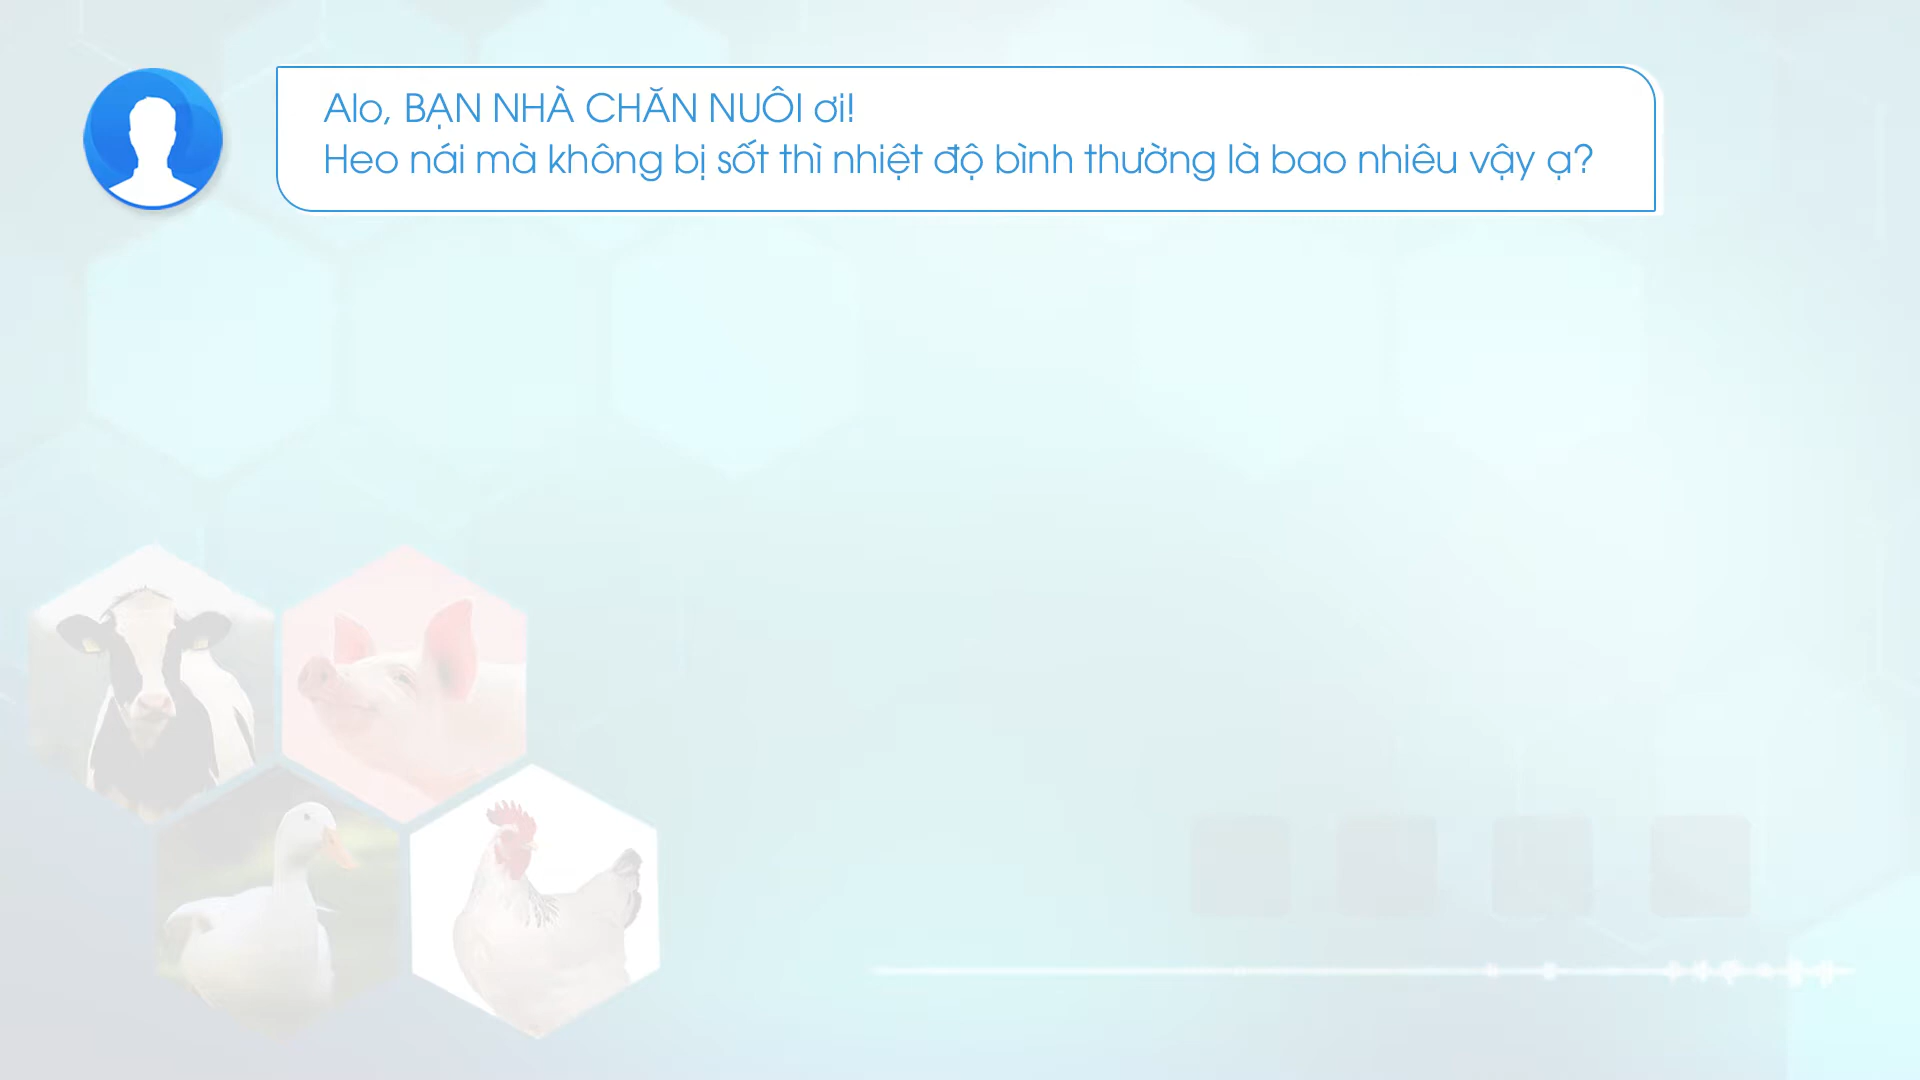 Alo, BẠN NHÀ CHĂN NUÔI ơi!
Heo nái mà không bị sốt thì nhiệt độ bình thường là bao nhiêu vậy ạ?